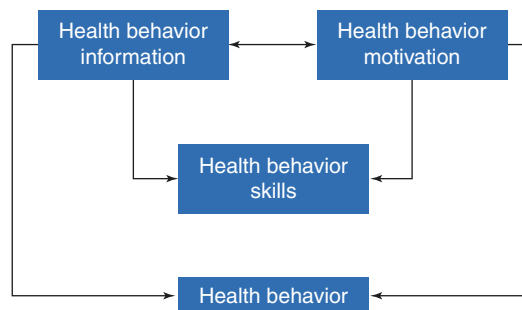 Health behavior
information
Health behavior
motivation
Health behavior
skills
Health behavior